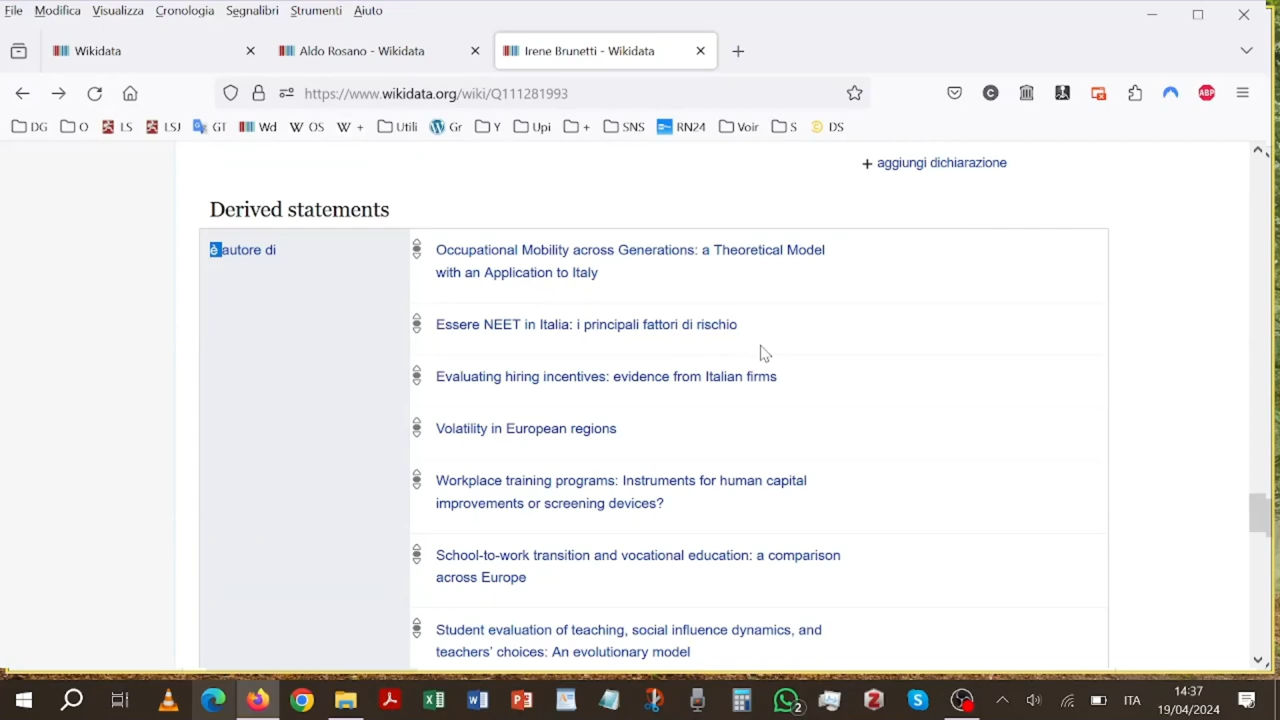 File Modifica Visualizza Cronologia Segnalibri Strumenti Aiuto
Wikidata
Aldo Rosano - Wikidata
Irene Brunetti - Wikidata
https://www.wikidata.org/wiki/Q111281993
ABP
DG O LS LSJ GT Wd W OS W + Utili Gr Y Upi + SNS RN24 Voir S DS
+ aggiungi dichiarazione
Derived statements
è autore di
Occupational Mobility across Generations: a Theoretical Model
with an Application to Italy
Essere NEET in Italia: i principali fattori di rischio
Evaluating hiring incentives: evidence from Italian firms
Volatility in European regions
Workplace training programs: Instruments for human capital
improvements or screening devices?
School-to-work transition and vocational education: a comparison
across Europe
Student evaluation of teaching, social influence dynamics, and
teachers' choices: An evolutionary model
2
ITA
14:37
19/04/2024